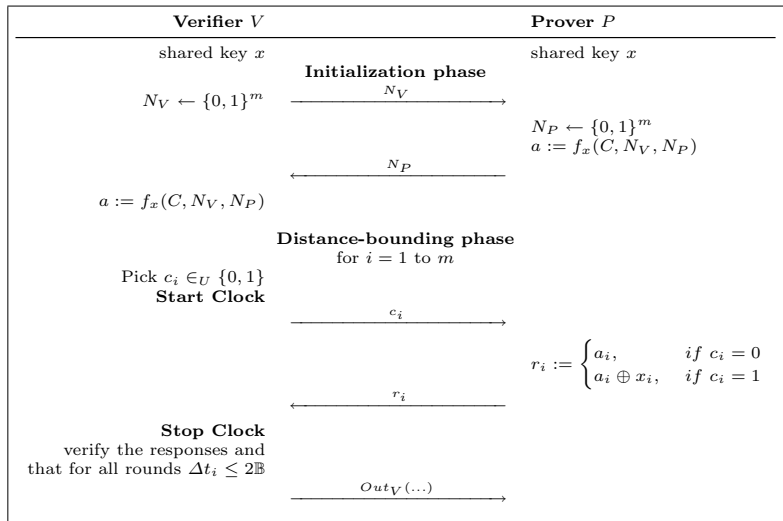 Verifier V Prover P
shared key x shared key x
Initialization phase
N_V ← {0, 1}^m N_V
N_P ← {0, 1}^m
a := f_x(C, N_V, N_P)
N_P
a := f_x(C, N_V, N_P)
Distance-bounding phase
for i = 1 to m
Pick c_i ∈_U {0, 1}
Start Clock
c_i
r_i := { a_i, if c_i = 0
a_i ⊕ x_i, if c_i = 1
r_i
Stop Clock
verify the responses and
that for all rounds Δt_i ≤ 2𝔹
Out_V(...)